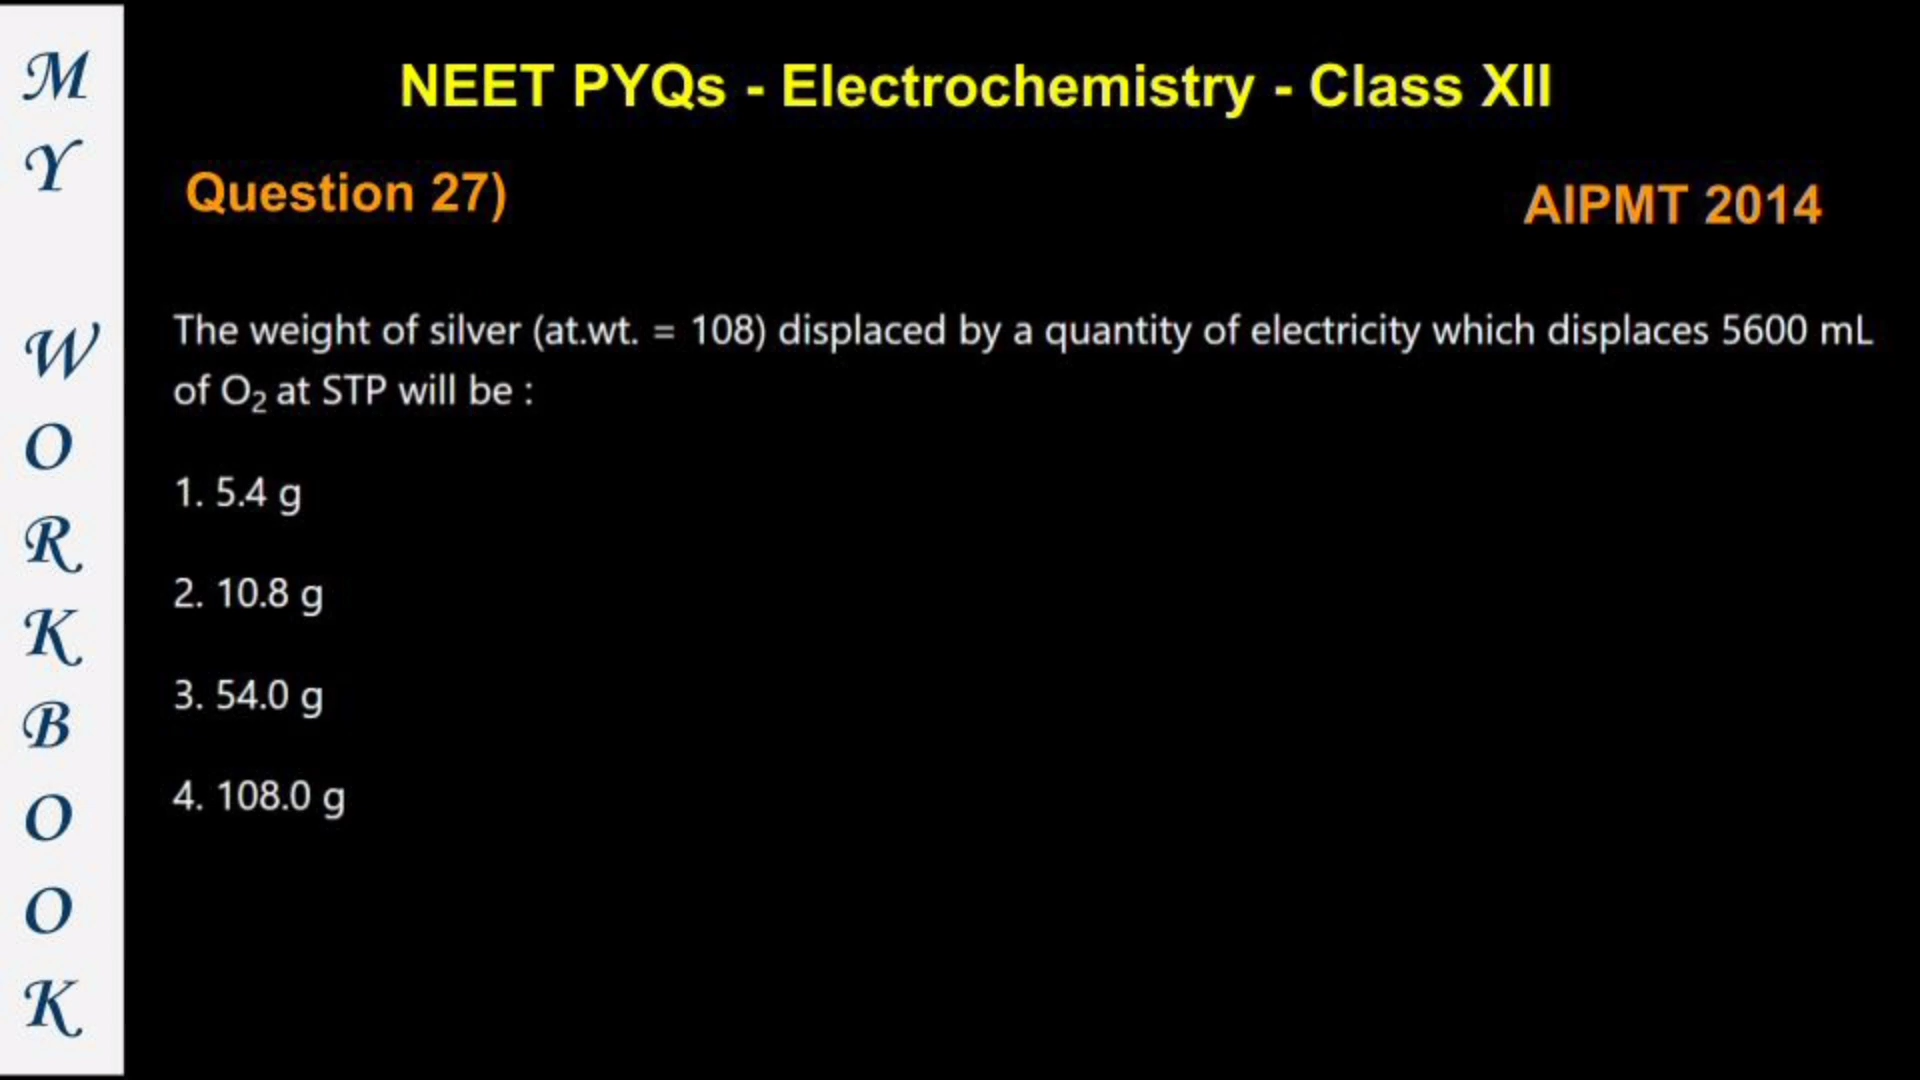 MY WORKBOOK
NEET PYQs - Electrochemistry - Class XII
Question 27)
AIPMT 2014
The weight of silver (at.wt. = 108) displaced by a quantity of electricity which displaces 5600 mL
of O₂ at STP will be :
1. 5.4 g
2. 10.8 g
3. 54.0 g
4. 108.0 g